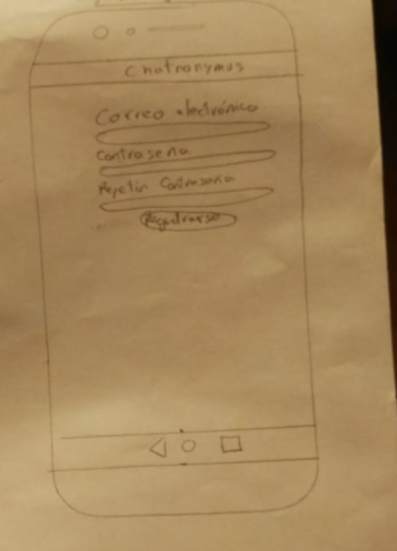 Chatronymus
Correo electrónico
Contraseña
Repetir Contraseña
Registrarse